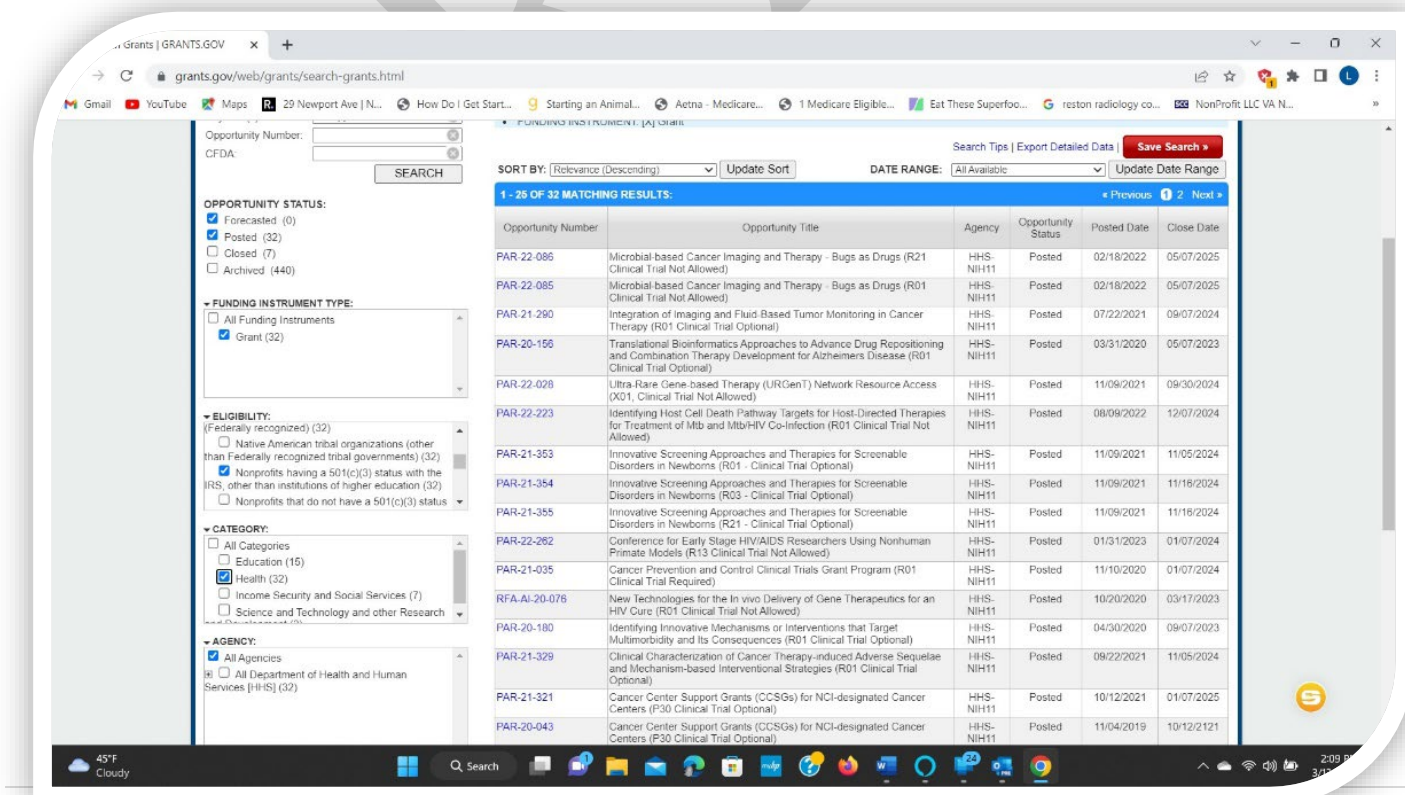 Grants | GRANTS.GOV
grants.gov/web/grants/search-grants.html
Gmail YouTube Maps 29 Newport Ave | N... How Do I Get Start... Starting an Animal... Aetna - Medicare... 1 Medicare Eligible... Eat These Superfoo... reston radiology co... NonProfit LLC VA N... »
Opportunity Number:
CFDA:
SEARCH
OPPORTUNITY STATUS:
Forecasted (0)
Posted (32)
Closed (7)
Archived (440)
FUNDING INSTRUMENT TYPE:
All Funding Instruments
Grant (32)
ELIGIBILITY:
(Federally recognized) (32)
Native American tribal organizations (other
than Federally recognized tribal governments) (32)
Nonprofits having a 501(c)(3) status with the
IRS, other than institutions of higher education (32)
Nonprofits that do not have a 501(c)(3) status
CATEGORY:
All Categories
Education (15)
Health (32)
Income Security and Social Services (7)
Science and Technology and other Research
AGENCY:
All Agencies
All Department of Health and Human
Services [HHS] (32)
FUNDING INSTRUMENT: [X] Grant
Search Tips | Export Detailed Data | Save Search »
SORT BY: Relevance (Descending) Update Sort DATE RANGE: All Available Update Date Range
1 - 25 OF 32 MATCHING RESULTS: « Previous 1 2 Next »
Opportunity Number Opportunity Title Agency Opportunity Status Posted Date Close Date
PAR-22-086 Microbial-based Cancer Imaging and Therapy - Bugs as Drugs (R21 HHS- Posted 02/18/2022 05/07/2025
Clinical Trial Not Allowed) NIH11
PAR-22-085 Microbial-based Cancer Imaging and Therapy - Bugs as Drugs (R01 HHS- Posted 02/18/2022 05/07/2025
Clinical Trial Not Allowed) NIH11
PAR-21-290 Integration of Imaging and Fluid-Based Tumor Monitoring in Cancer HHS- Posted 07/22/2021 09/07/2024
Therapy (R01 Clinical Trial Optional) NIH11
PAR-20-156 Translational Bioinformatics Approaches to Advance Drug Repositioning HHS- Posted 03/31/2020 05/07/2023
and Combination Therapy Development for Alzheimers Disease (R01 NIH11
Clinical Trial Optional)
PAR-22-028 Ultra-Rare Gene-based Therapy (URGenT) Network Resource Access HHS- Posted 11/09/2021 09/30/2024
(X01, Clinical Trial Not Allowed) NIH11
PAR-22-223 Identifying Host Cell Death Pathway Targets for Host-Directed Therapies HHS- Posted 08/09/2022 12/07/2024
for Treatment of Mtb and Mtb/HIV Co-Infection (R01 Clinical Trial Not NIH11
Allowed)
PAR-21-353 Innovative Screening Approaches and Therapies for Screenable HHS- Posted 11/09/2021 11/05/2024
Disorders in Newborns (R01 - Clinical Trial Optional) NIH11
PAR-21-354 Innovative Screening Approaches and Therapies for Screenable HHS- Posted 11/09/2021 11/16/2024
Disorders in Newborns (R03 - Clinical Trial Optional) NIH11
PAR-21-355 Innovative Screening Approaches and Therapies for Screenable HHS- Posted 11/09/2021 11/16/2024
Disorders in Newborns (R21 - Clinical Trial Optional) NIH11
PAR-22-262 Conference for Early Stage HIV/AIDS Researchers Using Nonhuman HHS- Posted 01/31/2023 01/07/2024
Primate Models (R13 Clinical Trial Not Allowed) NIH11
PAR-21-035 Cancer Prevention and Control Clinical Trials Grant Program (R01 HHS- Posted 11/10/2020 01/07/2024
Clinical Trial Required) NIH11
RFA-AI-20-076 New Technologies for the In vivo Delivery of Gene Therapeutics for an HHS- Posted 10/20/2020 03/17/2023
HIV Cure (R01 Clinical Trial Not Allowed) NIH11
PAR-20-180 Identifying Innovative Mechanisms or Interventions that Target HHS- Posted 04/30/2020 09/07/2023
Multimorbidity and Its Consequences (R01 Clinical Trial Optional) NIH11
PAR-21-329 Clinical Characterization of Cancer Therapy-induced Adverse Sequelae HHS- Posted 09/22/2021 11/05/2024
and Mechanism-based Interventional Strategies (R01 Clinical Trial NIH11
Optional)
PAR-21-321 Cancer Center Support Grants (CCSGs) for NCI-designated Cancer HHS- Posted 10/12/2021 01/07/2025
Centers (P30 Clinical Trial Optional) NIH11
PAR-20-043 Cancer Center Support Grants (CCSGs) for NCI-designated Cancer HHS- Posted 11/04/2019 10/12/2121
Centers (P30 Clinical Trial Optional) NIH11
45°F
Cloudy
Search
24
2:09